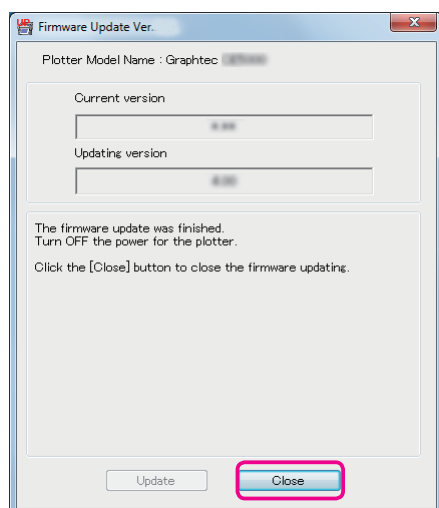 Firmware Update Ver.
Plotter Model Name : Graphtec
Current version
Updating version
The firmware update was finished.
Turn OFF the power for the plotter.
Click the [Close] button to close the firmware updating.
Update
Close